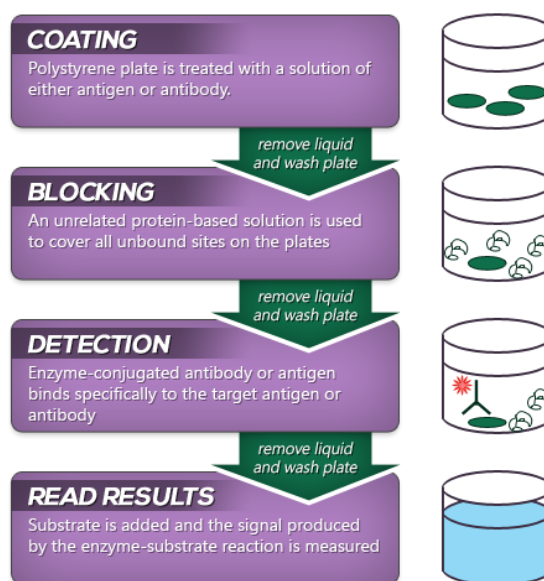 COATING
Polystyrene plate is treated with a solution of
either antigen or antibody.
remove liquid
and wash plate
BLOCKING
An unrelated protein-based solution is used
to cover all unbound sites on the plates
remove liquid
and wash plate
DETECTION
Enzyme-conjugated antibody or antigen
binds specifically to the target antigen or
antibody
remove liquid
and wash plate
READ RESULTS
Substrate is added and the signal produced
by the enzyme-substrate reaction is measured